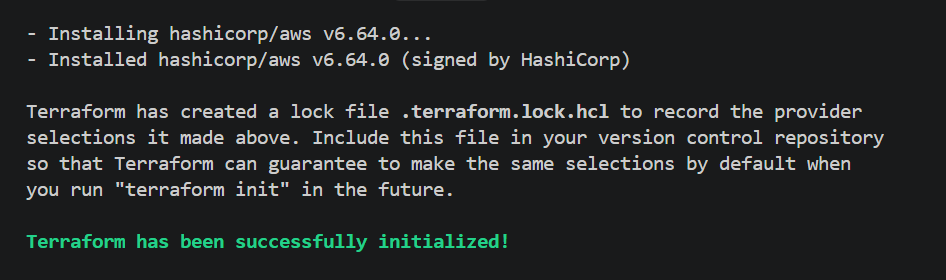 - Installing hashicorp/aws v6.64.0...
- Installed hashicorp/aws v6.64.0 (signed by HashiCorp)
Terraform has created a lock file .terraform.lock.hcl to record the provider
selections it made above. Include this file in your version control repository
so that Terraform can guarantee to make the same selections by default when
you run "terraform init" in the future.
Terraform has been successfully initialized!